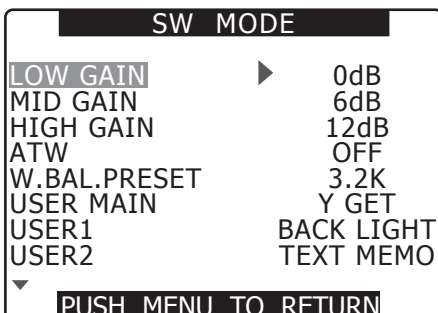 SW MODE
LOW GAIN 0dB
MID GAIN 6dB
HIGH GAIN 12dB
ATW OFF
W.BAL.PRESET 3.2K
USER MAIN Y GET
USER1 BACK LIGHT
USER2 TEXT MEMO
PUSH MENU TO RETURN